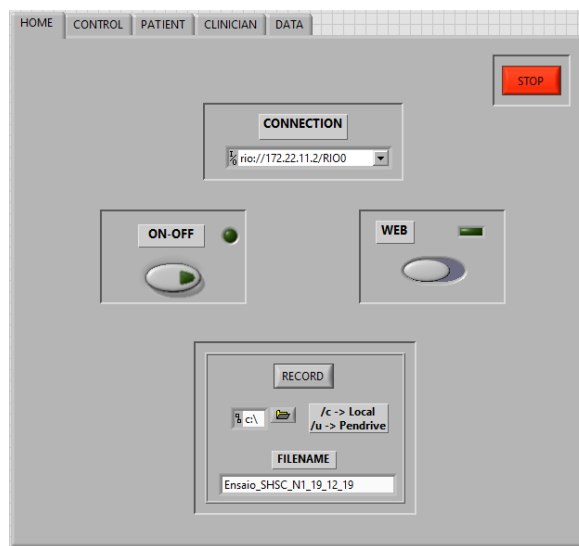 HOME CONTROL PATIENT CLINICIAN DATA
STOP
CONNECTION
I/O rio://172.22.11.2/RIO0
ON-OFF
WEB
RECORD
c:\
/c -> Local
/u -> Pendrive
FILENAME
Ensaio_SHSC_N1_19_12_19